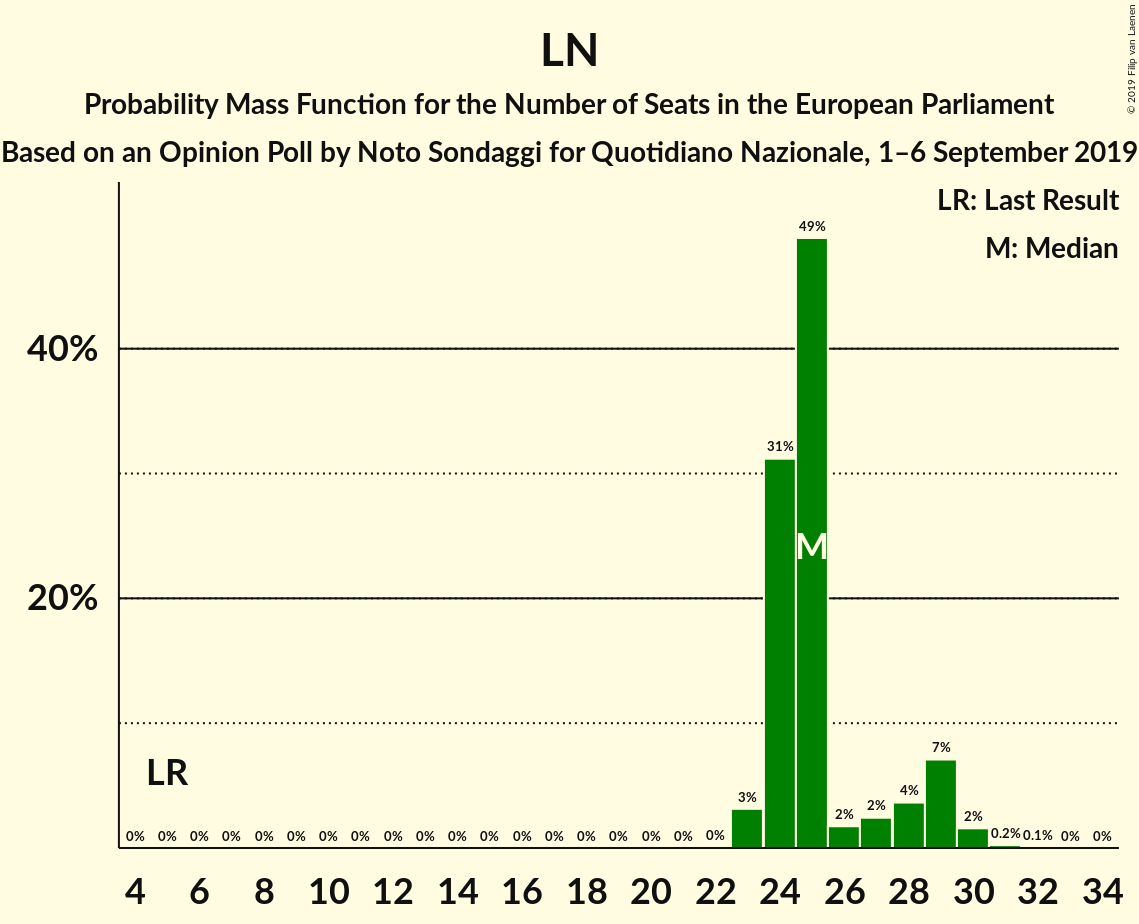 LN
Probability Mass Function for the Number of Seats in the European Parliament
Based on an Opinion Poll by Noto Sondaggi for Quotidiano Nazionale, 1–6 September 2019
© 2019 Filip van Laenen
LR: Last Result
M: Median
49%
40%
31%
M
20%
LR
7%
3%
4%
2%
2%
2%
0% 0% 0% 0% 0% 0% 0% 0% 0% 0% 0% 0% 0% 0% 0% 0% 0% 0% 0% 0.2% 0.1% 0% 0%
4 6 8 10 12 14 16 18 20 22 24 26 28 30 32 34